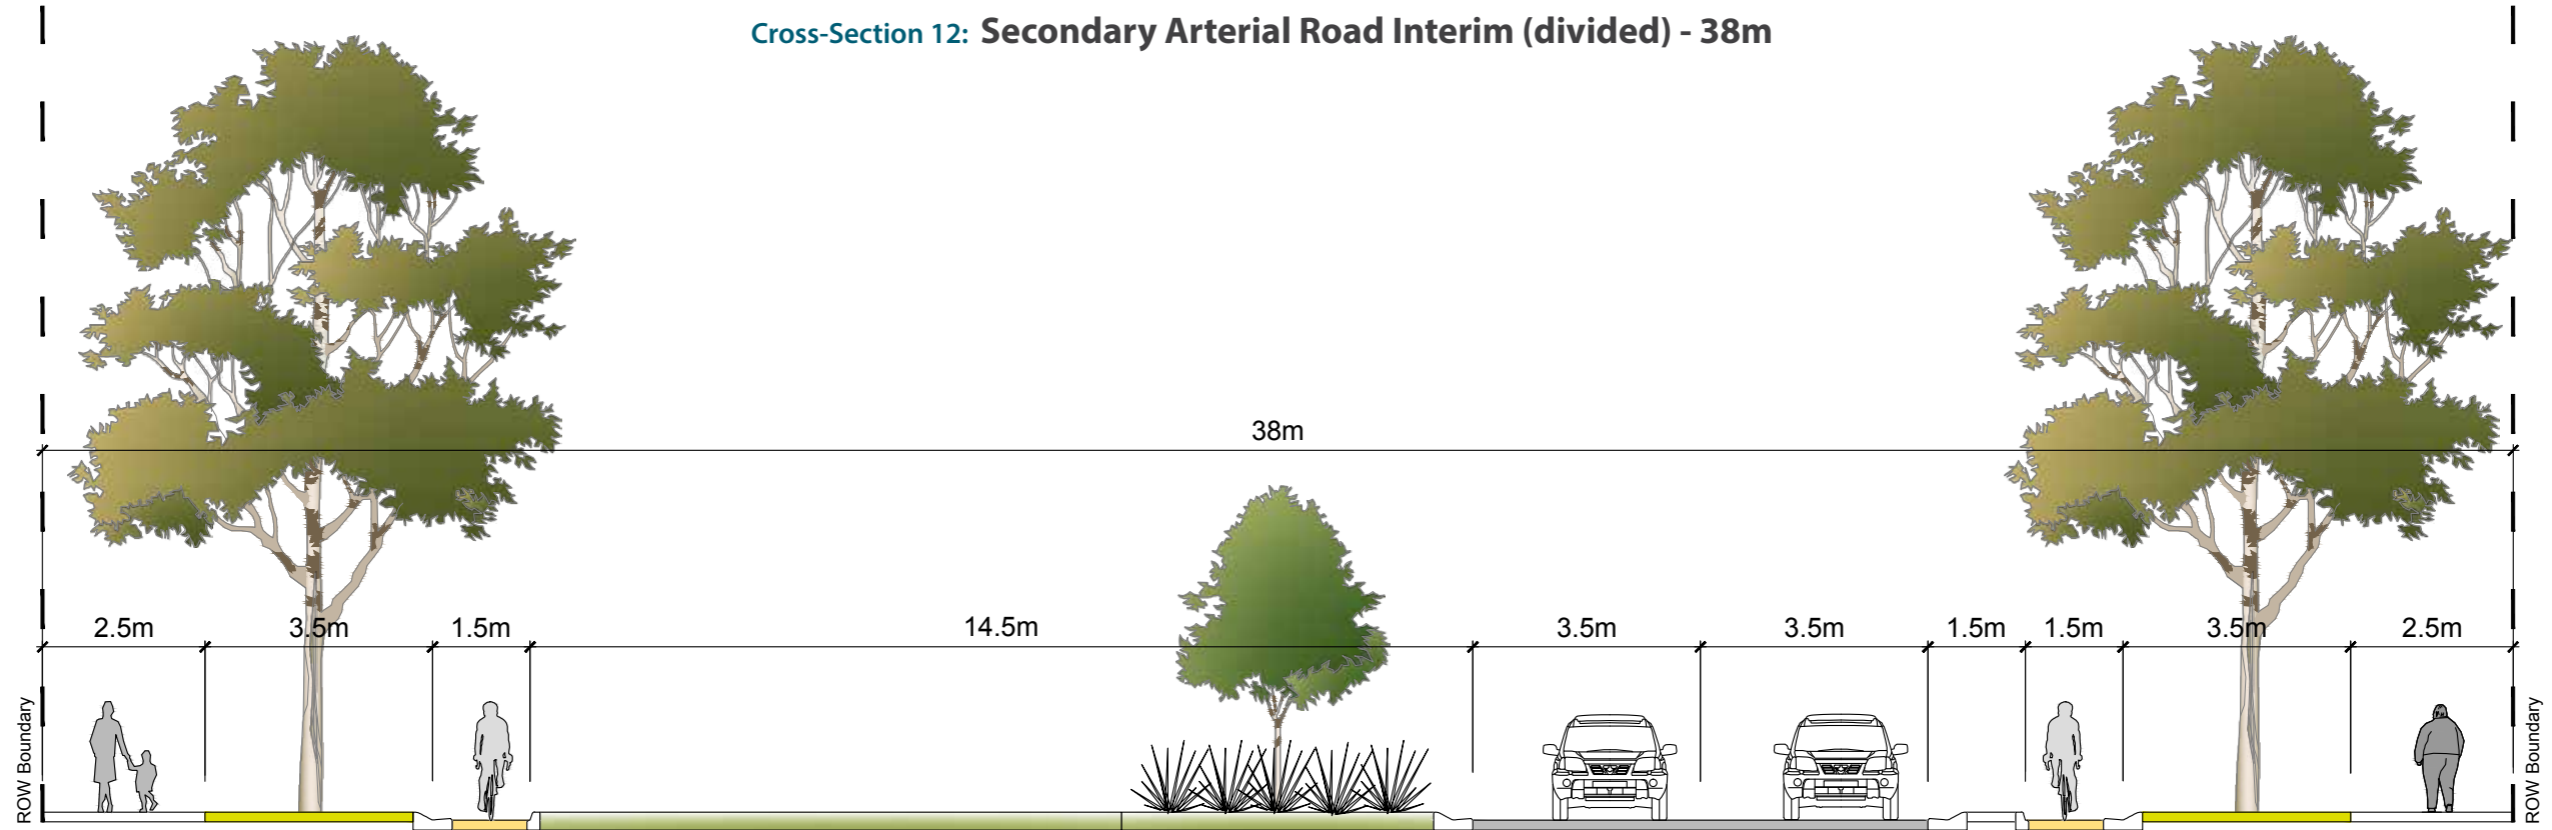 Cross-Section 12: Secondary Arterial Road Interim (divided) - 38m
38m
2.5m 3.5m 1.5m 14.5m 3.5m 3.5m 1.5m 1.5m 3.5m 2.5m
ROW Boundary
ROW Boundary